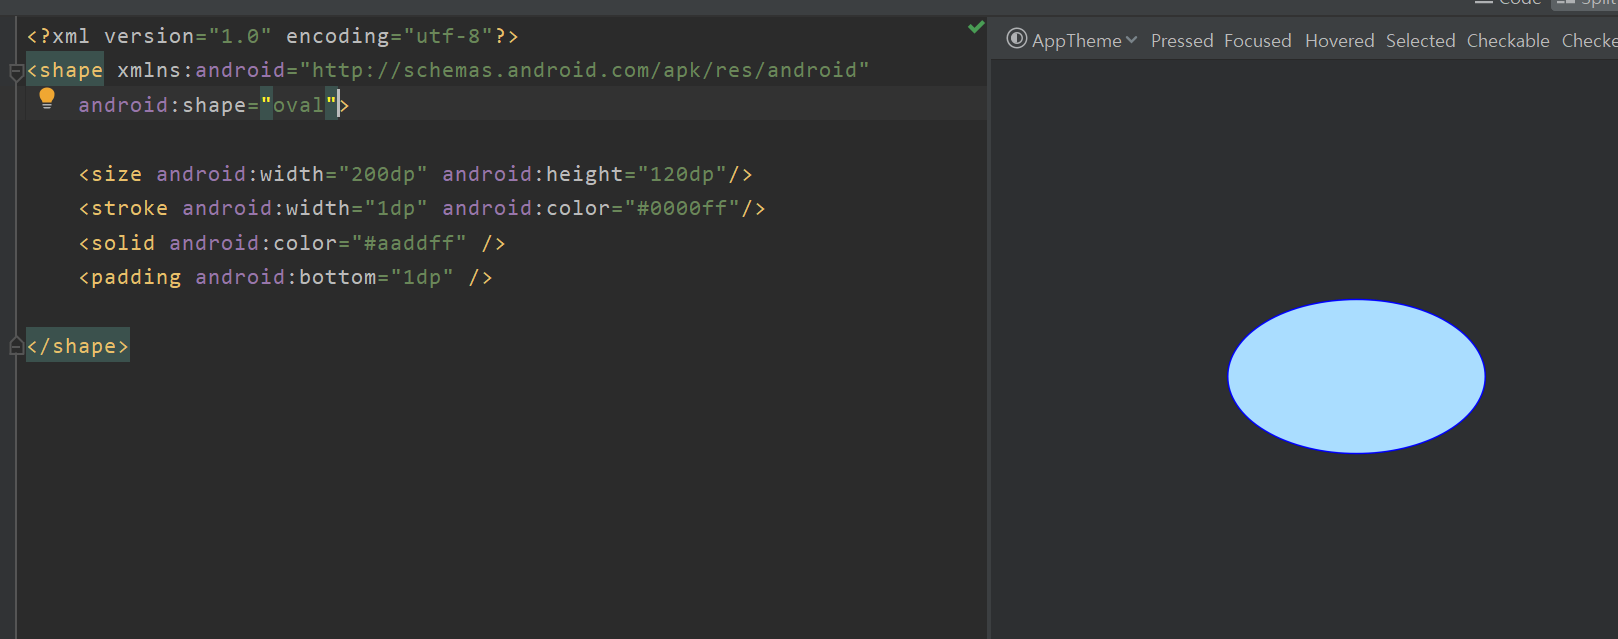 Code Split
<?xml version="1.0" encoding="utf-8"?>
<shape xmlns:android="http://schemas.android.com/apk/res/android"
android:shape="oval">
<size android:width="200dp" android:height="120dp"/>
<stroke android:width="1dp" android:color="#0000ff"/>
<solid android:color="#aaddff" />
<padding android:bottom="1dp" />
</shape>
AppTheme Pressed Focused Hovered Selected Checkable Checke